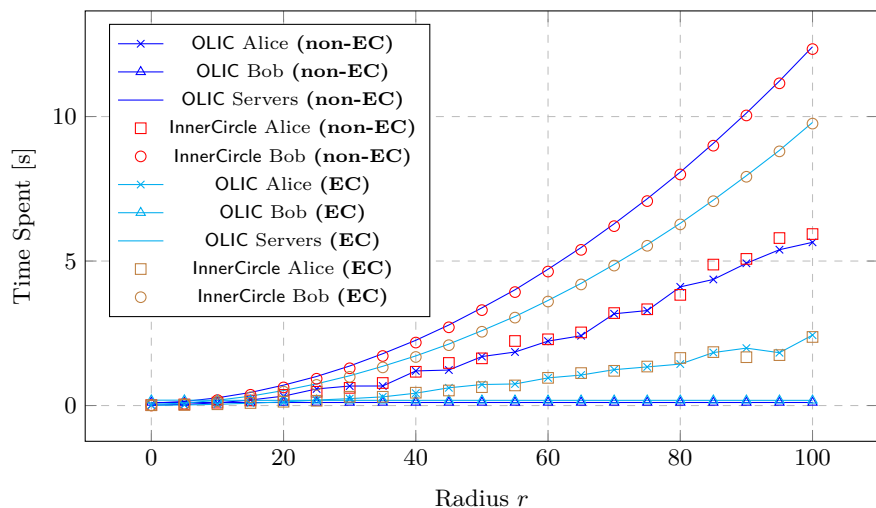 OLIC Alice (non-EC)
OLIC Bob (non-EC)
OLIC Servers (non-EC)
InnerCircle Alice (non-EC)
InnerCircle Bob (non-EC)
OLIC Alice (EC)
OLIC Bob (EC)
OLIC Servers (EC)
InnerCircle Alice (EC)
InnerCircle Bob (EC)
Time Spent [s]
10
5
0
0 20 40 60 80 100
Radius r